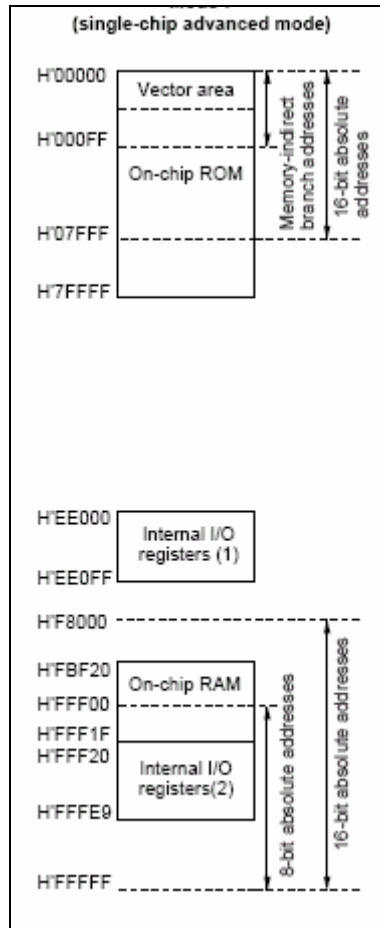 (single-chip advanced mode)
H'00000
Vector area
H'000FF
On-chip ROM
H'07FFF
H'7FFFF
Memory-indirect
branch addresses
16-bit absolute
addresses
H'EE000
Internal I/O
registers (1)
H'EE0FF
H'F8000
H'FBF20
On-chip RAM
H'FFF00
H'FFF1F
H'FFF20
Internal I/O
registers(2)
H'FFFE9
H'FFFFF
8-bit absolute addresses
16-bit absolute addresses